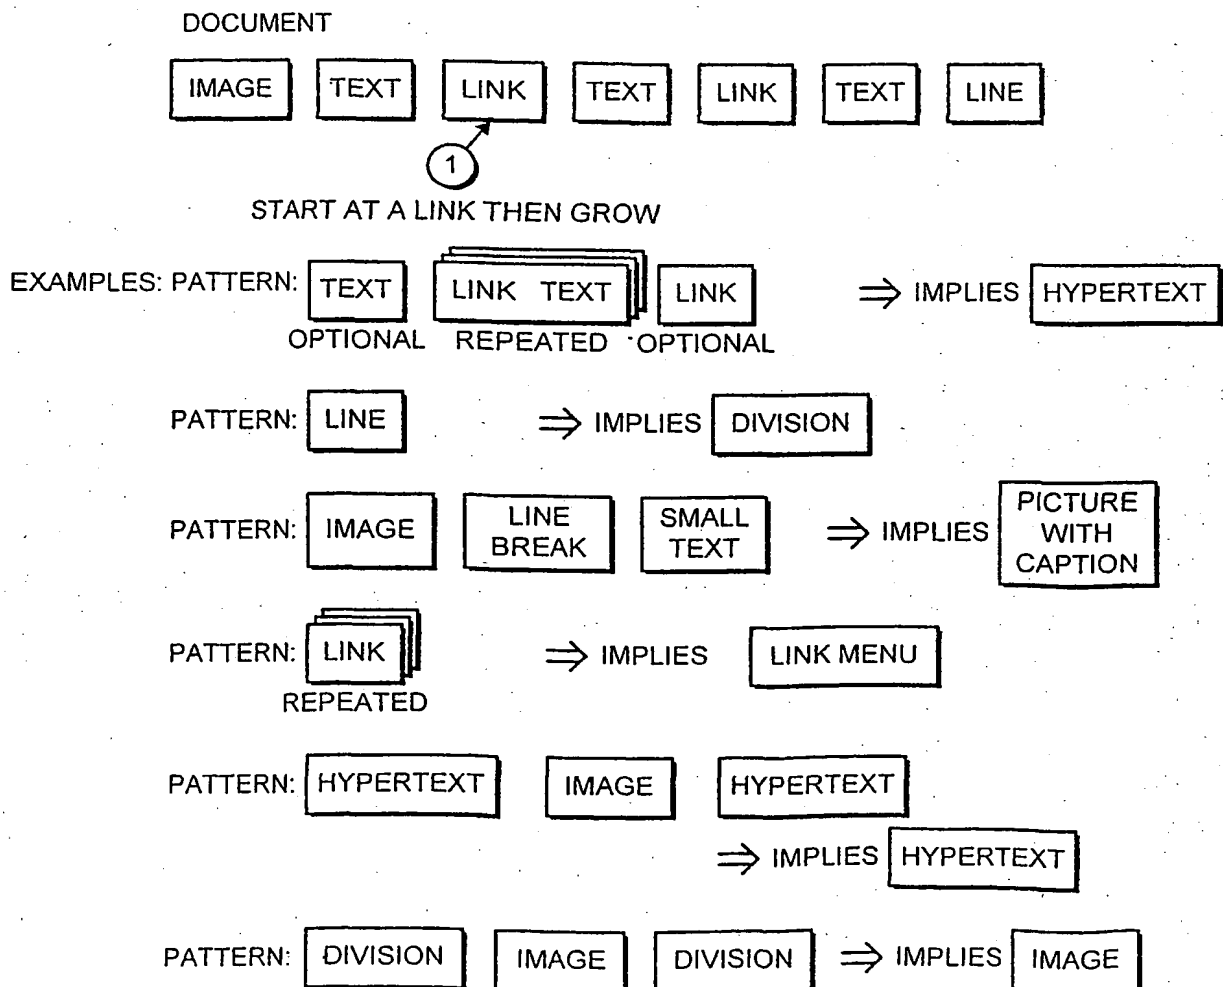 DOCUMENT
IMAGE TEXT LINK TEXT LINK TEXT LINE
1
START AT A LINK THEN GROW
EXAMPLES: PATTERN: TEXT LINK TEXT LINK ⇒ IMPLIES HYPERTEXT
OPTIONAL REPEATED OPTIONAL
PATTERN: LINE ⇒ IMPLIES DIVISION
PATTERN: IMAGE LINE BREAK SMALL TEXT ⇒ IMPLIES PICTURE WITH CAPTION
PATTERN: LINK ⇒ IMPLIES LINK MENU
REPEATED
PATTERN: HYPERTEXT IMAGE HYPERTEXT
⇒ IMPLIES HYPERTEXT
PATTERN: DIVISION IMAGE DIVISION ⇒ IMPLIES IMAGE